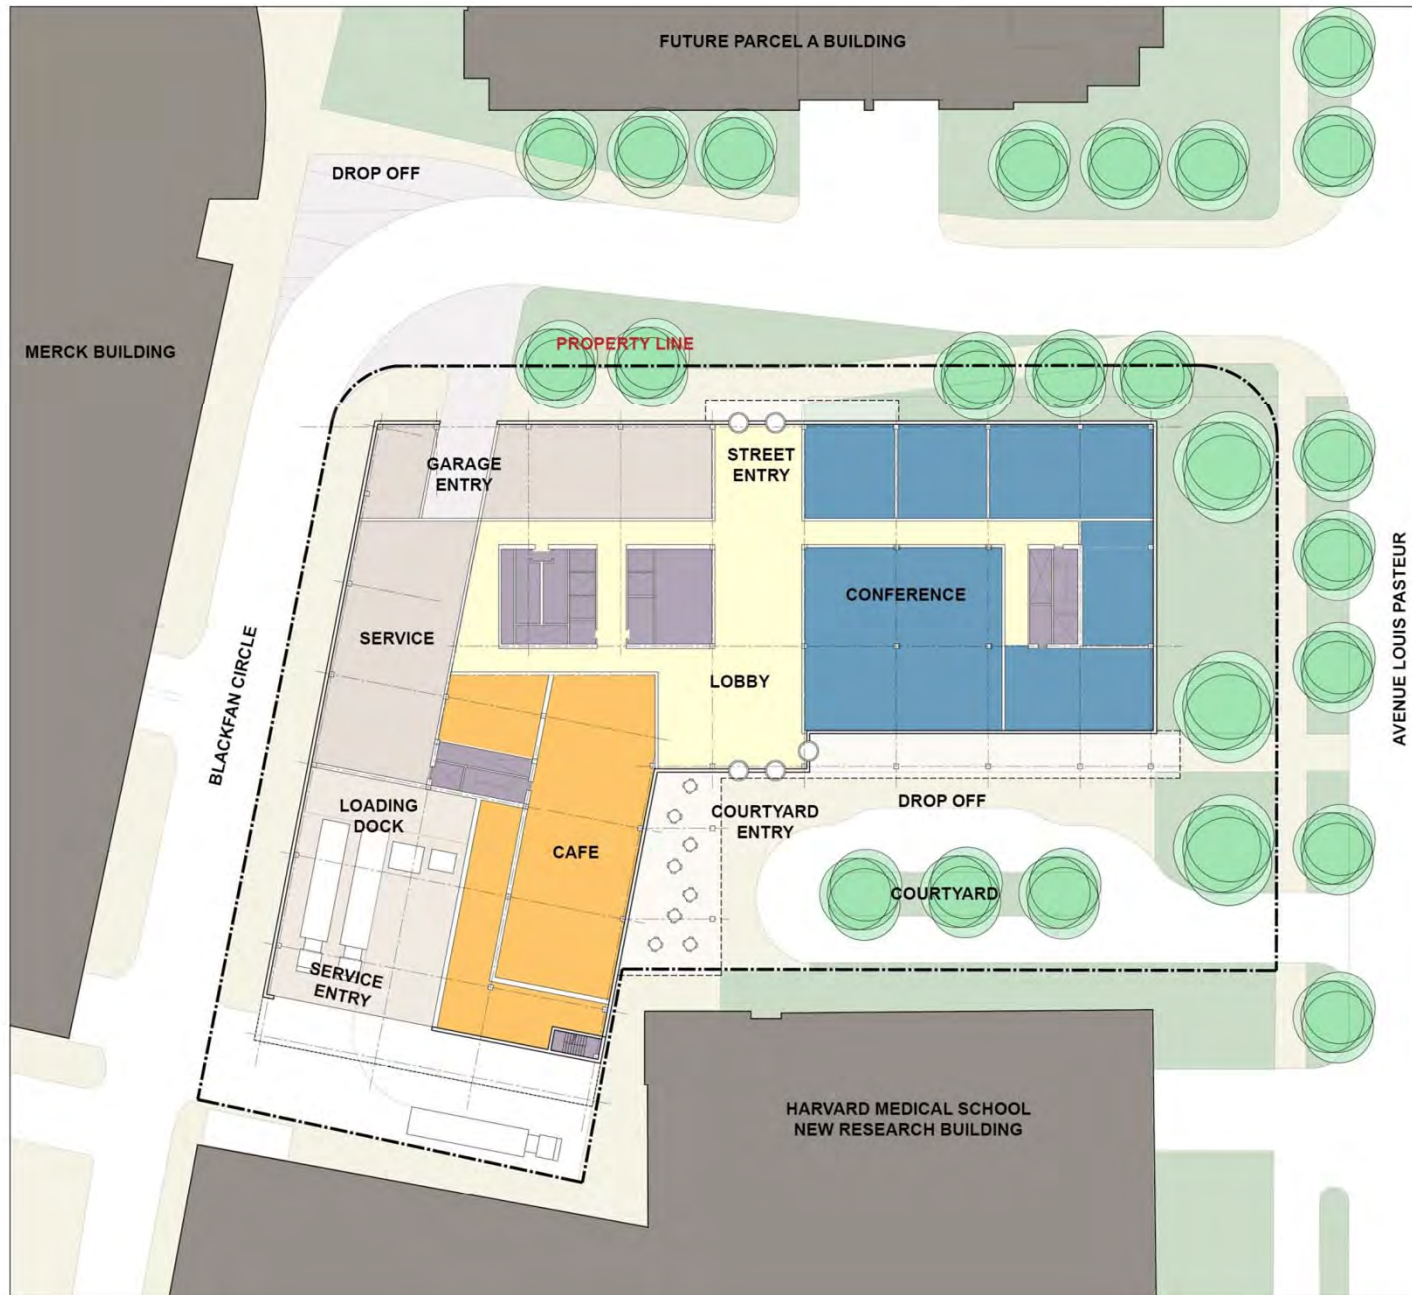 FUTURE PARCEL A BUILDING
DROP OFF
MERCK BUILDING
PROPERTY LINE
GARAGE
ENTRY
STREET
ENTRY
CONFERENCE
SERVICE
LOBBY
BLACKFAN CIRCLE
AVENUE LOUIS PASTEUR
LOADING
DOCK
COURTYARD
ENTRY
DROP OFF
CAFE
COURTYARD
SERVICE
ENTRY
HARVARD MEDICAL SCHOOL
NEW RESEARCH BUILDING